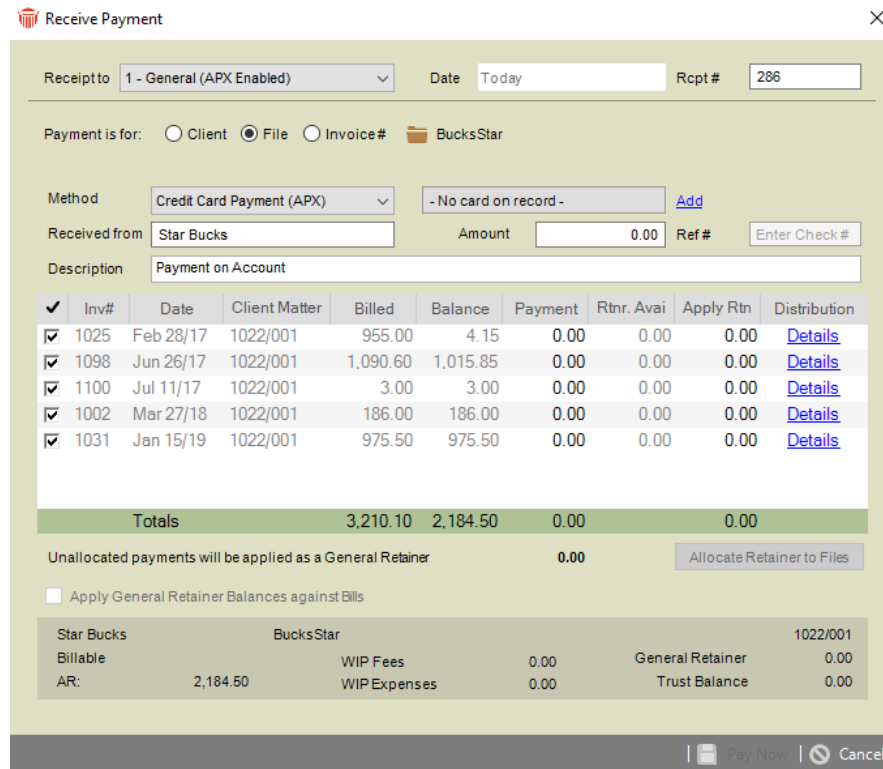 Receive Payment
Receipt to 1 - General (APX Enabled) Date Today Rcpt # 286
Payment is for: Client File Invoice # BucksStar
Method Credit Card Payment (APX) - No card on record - Add
Received from Star Bucks Amount 0.00 Ref # Enter Check #
Description Payment on Account
Inv# Date Client Matter Billed Balance Payment Rtnr. Avai Apply Rtn Distribution
1025 Feb 28/17 1022/001 955.00 4.15 0.00 0.00 0.00 Details
1098 Jun 26/17 1022/001 1,090.60 1,015.85 0.00 0.00 0.00 Details
1100 Jul 11/17 1022/001 3.00 3.00 0.00 0.00 0.00 Details
1002 Mar 27/18 1022/001 186.00 186.00 0.00 0.00 0.00 Details
1031 Jan 15/19 1022/001 975.50 975.50 0.00 0.00 0.00 Details
Totals 3,210.10 2,184.50 0.00 0.00
Unallocated payments will be applied as a General Retainer 0.00 Allocate Retainer to Files
Apply General Retainer Balances against Bills
Star Bucks BucksStar 1022/001
Billable WIP Fees 0.00 General Retainer 0.00
AR: 2,184.50 WIP Expenses 0.00 Trust Balance 0.00
Pay Now Cancel